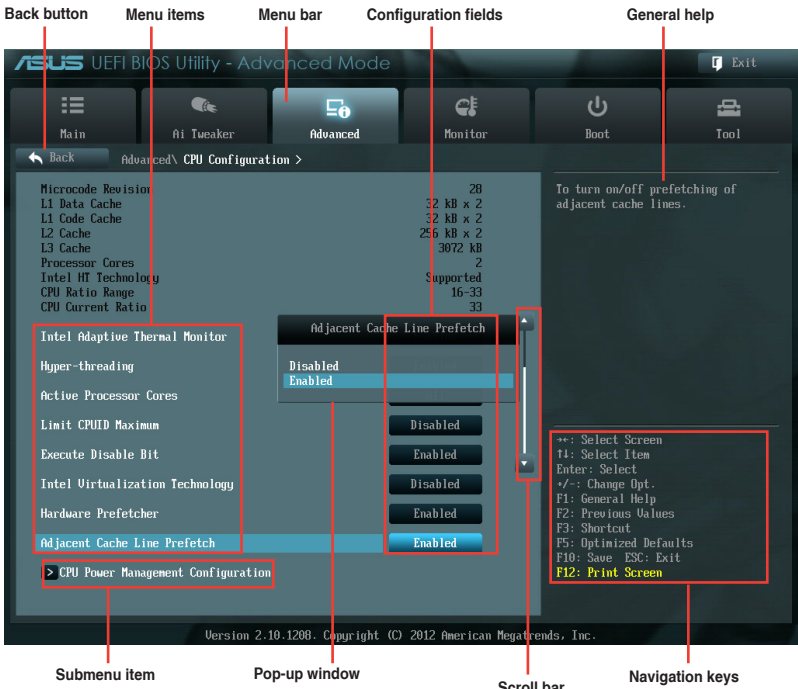 Back button Menu items Menu bar Configuration fields General help
ASUS UEFI BIOS Utility - Advanced Mode Exit
Main Ai Tweaker Advanced Monitor Boot Tool
Back Advanced\ CPU Configuration >
Microcode Revision 28
L1 Data Cache 32 kB x 2
L1 Code Cache 32 kB x 2
L2 Cache 256 kB x 2
L3 Cache 3072 kB
Processor Cores 2
Intel HT Technology Supported
CPU Ratio Range 16-33
CPU Current Ratio 33
To turn on/off prefetching of
adjacent cache lines.
Adjacent Cache Line Prefetch
Disabled
Enabled
Intel Adaptive Thermal Monitor
Hyper-threading
Active Processor Cores
Limit CPUID Maximum Disabled
Execute Disable Bit Enabled
Intel Virtualization Technology Disabled
Hardware Prefetcher Enabled
Adjacent Cache Line Prefetch Enabled
> CPU Power Management Configuration
→←: Select Screen
↑↓: Select Item
Enter: Select
+/-: Change Opt.
F1: General Help
F2: Previous Values
F3: Shortcut
F5: Optimized Defaults
F10: Save ESC: Exit
F12: Print Screen
Version 2.10.1208. Copyright (C) 2012 American Megatrends, Inc.
Submenu item Pop-up window Scroll bar Navigation keys